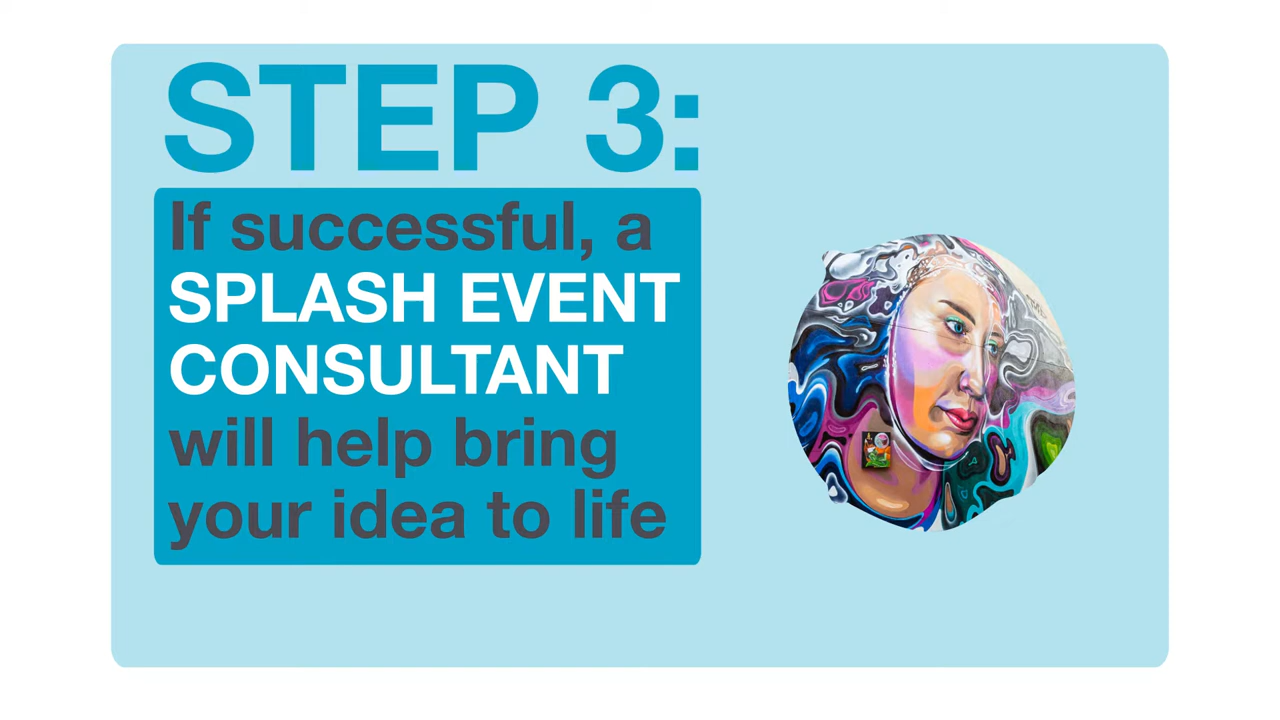 STEP 3:
If successful, a
SPLASH EVENT
CONSULTANT
will help bring
your idea to life